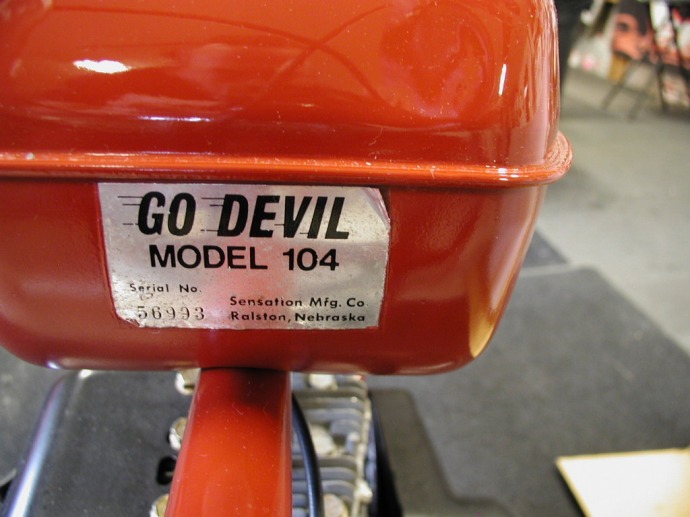 GO DEVIL
MODEL 104
Serial No.
56993
Sensation Mfg. Co
Ralston, Nebraska